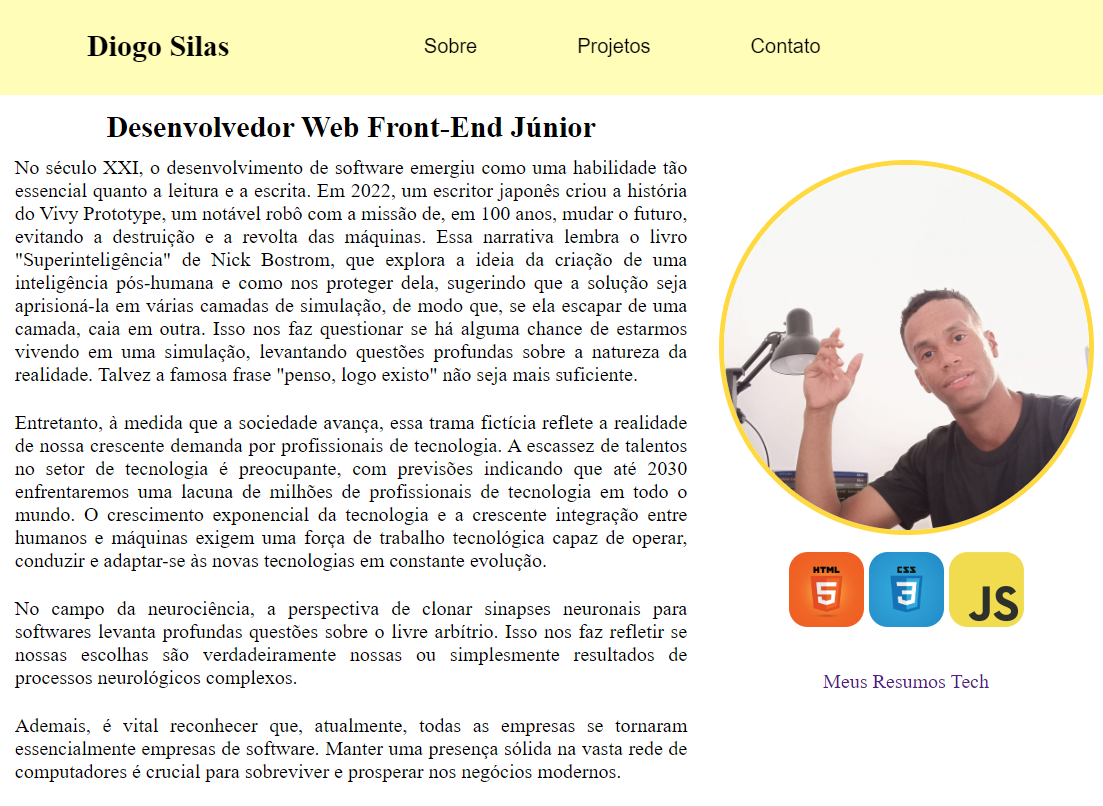 Diogo Silas
Sobre
Projetos
Contato
Desenvolvedor Web Front-End Júnior
No século XXI, o desenvolvimento de software emergiu como uma habilidade tão
essencial quanto a leitura e a escrita. Em 2022, um escritor japonês criou a história
do Vivy Prototype, um notável robô com a missão de, em 100 anos, mudar o futuro,
evitando a destruição e a revolta das máquinas. Essa narrativa lembra o livro
"Superinteligência" de Nick Bostrom, que explora a ideia da criação de uma
inteligência pós-humana e como nos proteger dela, sugerindo que a solução seja
aprisioná-la em várias camadas de simulação, de modo que, se ela escapar de uma
camada, caia em outra. Isso nos faz questionar se há alguma chance de estarmos
vivendo em uma simulação, levantando questões profundas sobre a natureza da
realidade. Talvez a famosa frase "penso, logo existo" não seja mais suficiente.
Entretanto, à medida que a sociedade avança, essa trama fictícia reflete a realidade
de nossa crescente demanda por profissionais de tecnologia. A escassez de talentos
no setor de tecnologia é preocupante, com previsões indicando que até 2030
enfrentaremos uma lacuna de milhões de profissionais de tecnologia em todo o
mundo. O crescimento exponencial da tecnologia e a crescente integração entre
humanos e máquinas exigem uma força de trabalho tecnológica capaz de operar,
conduzir e adaptar-se às novas tecnologias em constante evolução.
No campo da neurociência, a perspectiva de clonar sinapses neuronais para
softwares levanta profundas questões sobre o livre arbítrio. Isso nos faz refletir se
nossas escolhas são verdadeiramente nossas ou simplesmente resultados de
processos neurológicos complexos.
Ademais, é vital reconhecer que, atualmente, todas as empresas se tornaram
essencialmente empresas de software. Manter uma presença sólida na vasta rede de
computadores é crucial para sobreviver e prosperar nos negócios modernos.
HTML
5
CSS
3
JS
Meus Resumos Tech